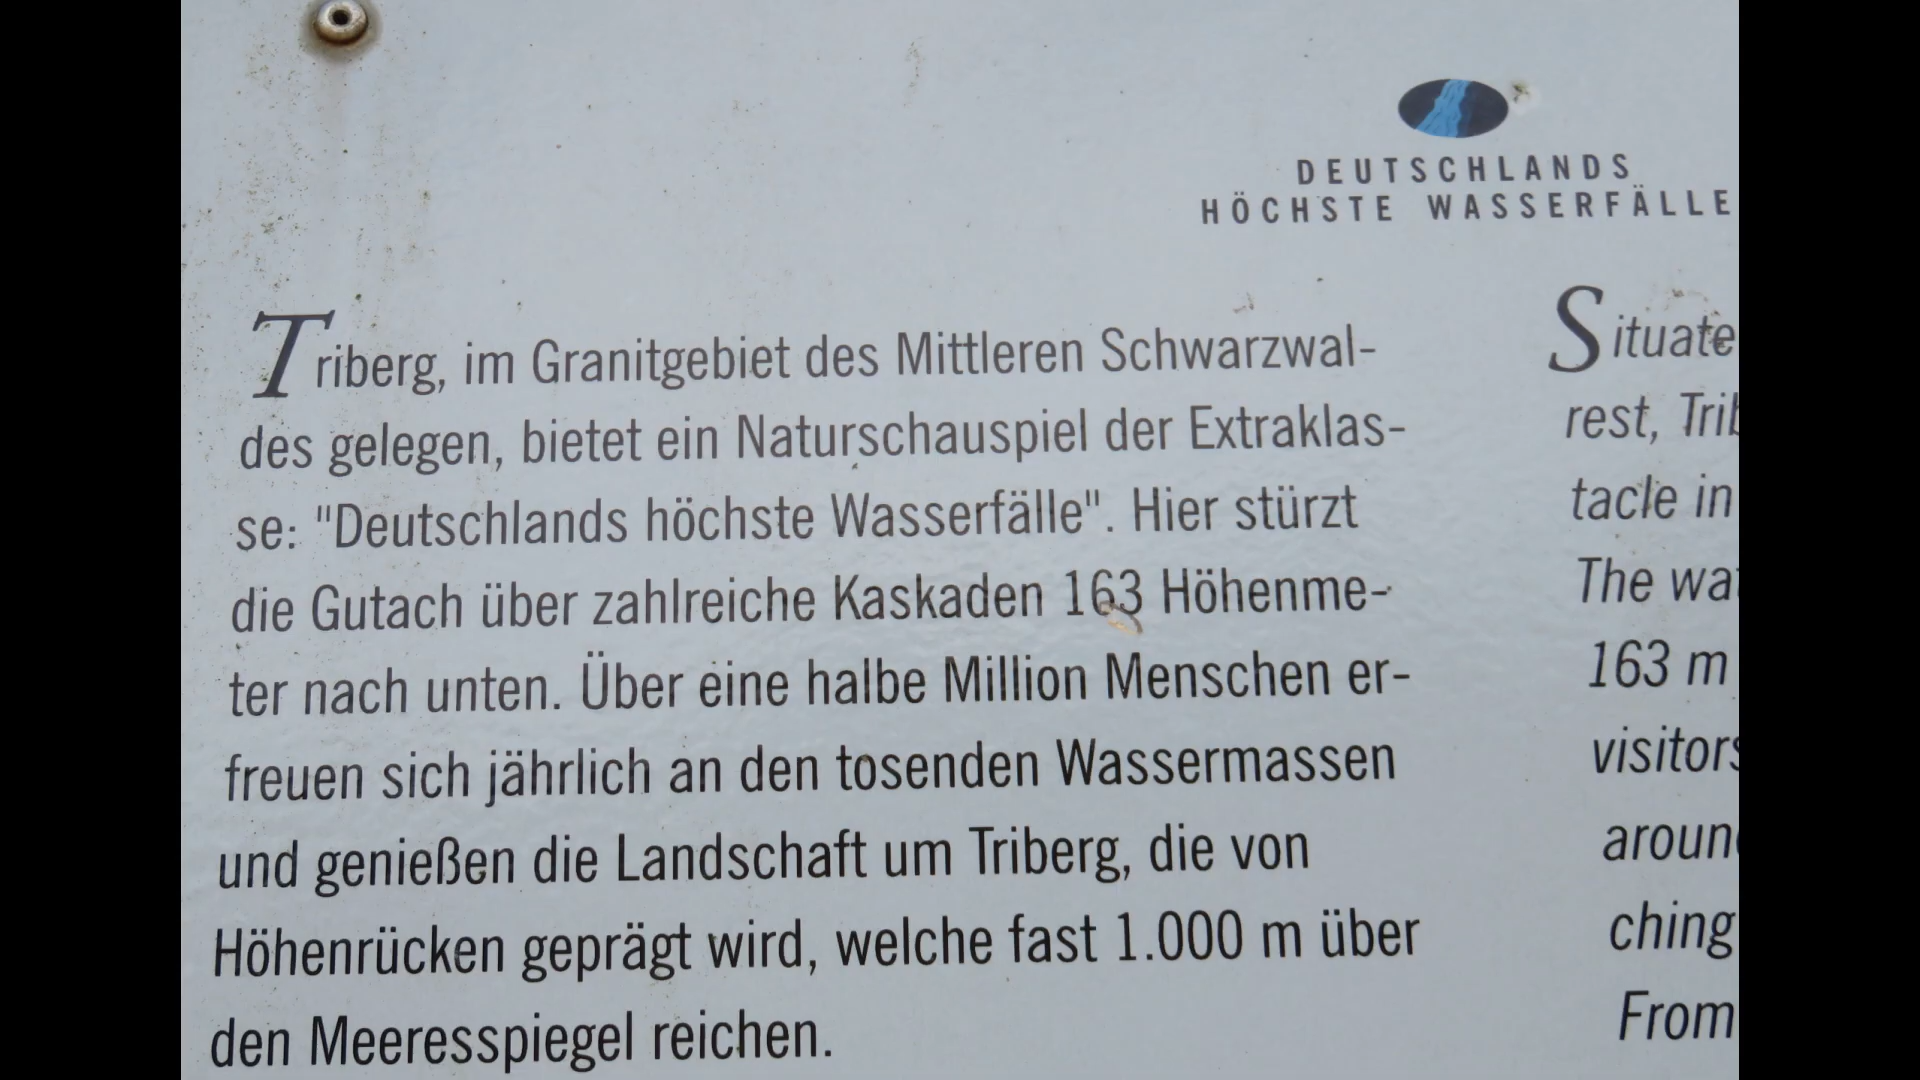 DEUTSCHLANDS
HÖCHSTE WASSERFÄLLE
Triberg, im Granitgebiet des Mittleren Schwarzwal-
des gelegen, bietet ein Naturschauspiel der Extraklas-
se: "Deutschlands höchste Wasserfälle". Hier stürzt
die Gutach über zahlreiche Kaskaden 163 Höhenme-
ter nach unten. Über eine halbe Million Menschen er-
freuen sich jährlich an den tosenden Wassermassen
und genießen die Landschaft um Triberg, die von
Höhenrücken geprägt wird, welche fast 1.000 m über
den Meeresspiegel reichen.
Situate
rest,
tacle in
The
163 m
visitors
ching
From